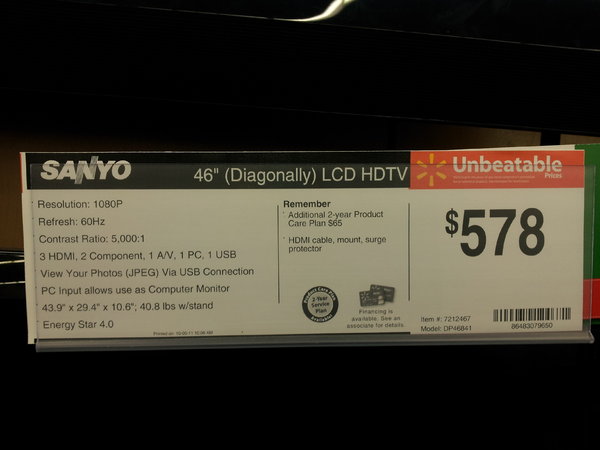 SANYO
46" (Diagonally) LCD HDTV
Unbeatable
Prices
Resolution: 1080P
Refresh: 60Hz
Contrast Ratio: 5,000:1
3 HDMI, 2 Component, 1 A/V, 1 PC, 1 USB
View Your Photos (JPEG) Via USB Connection
PC Input allows use as Computer Monitor
43.9" x 29.4" x 10.6"; 40.8 lbs w/stand
Energy Star 4.0
Remember
Additional 2-year Product
Care Plan $65
HDMI cable, mount, surge
protector
Product Care Plan
2-Year
Service
Plan
Available
Financing is
available. See an
associate for details.
$578
Item #: 7212467
Model: DP46841
86483079650